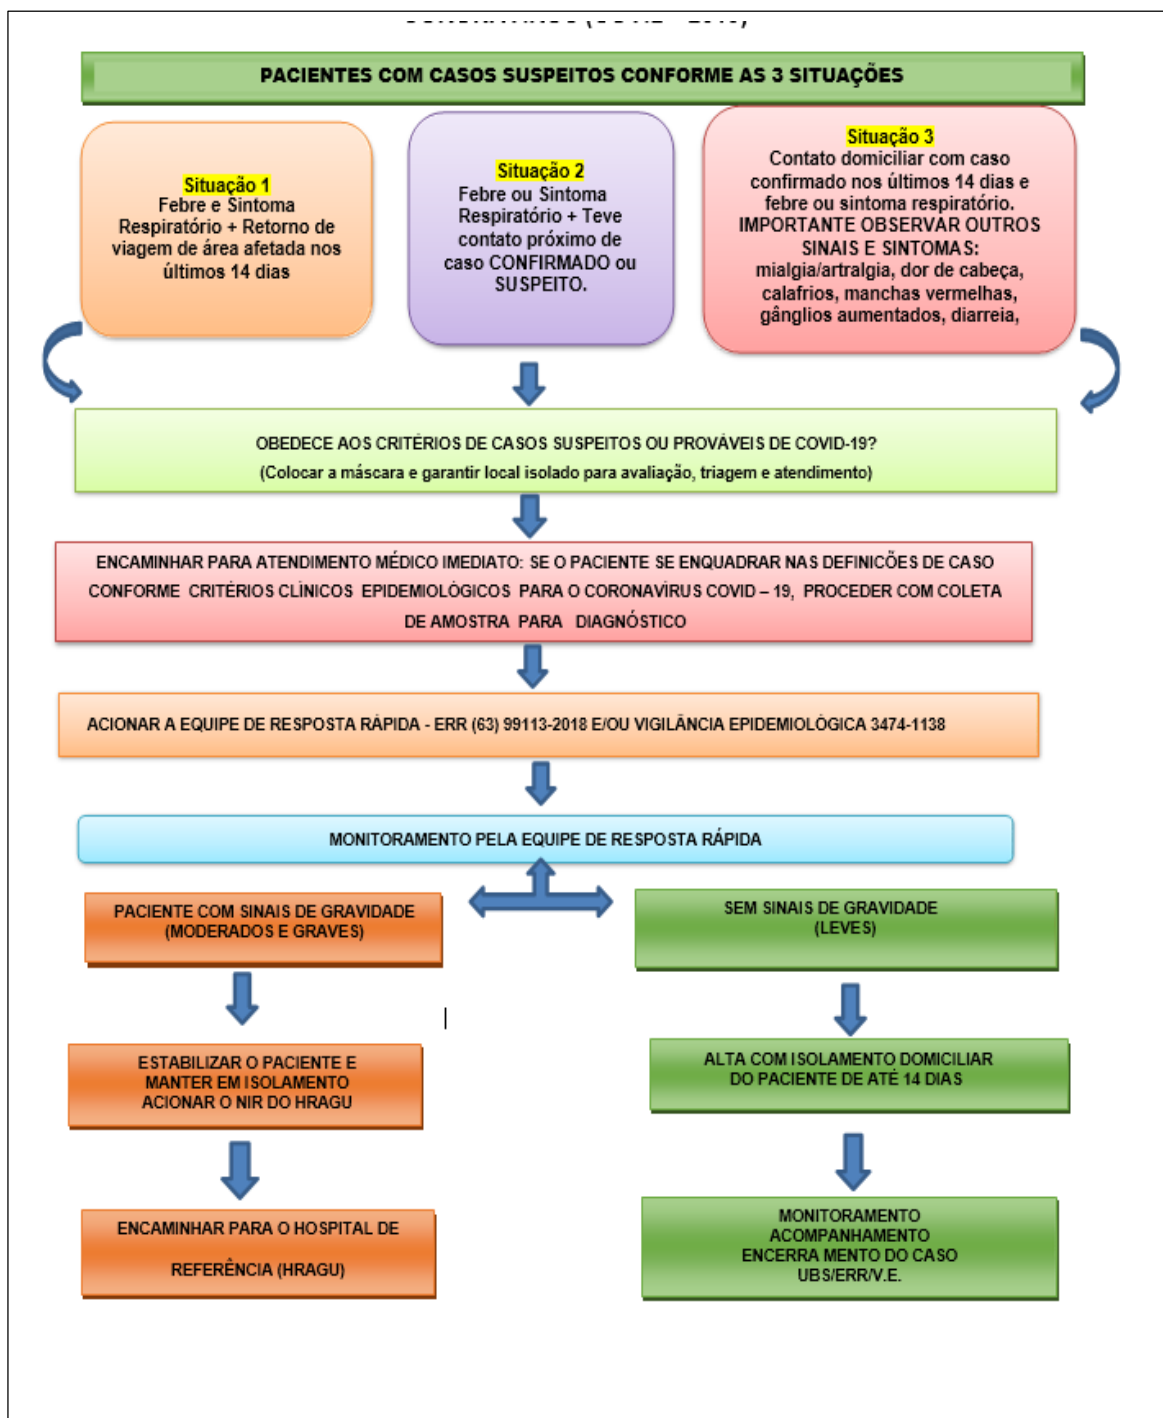 PACIENTES COM CASOS SUSPEITOS CONFORME AS 3 SITUAÇÕES
Situação 1
Febre e Sintoma
Respiratório + Retorno de
viagem de área afetada nos
últimos 14 dias
Situação 2
Febre ou Sintoma
Respiratório + Teve
contato próximo de
caso CONFIRMADO ou
SUSPEITO.
Situação 3
Contato domiciliar com caso
confirmado nos últimos 14 dias e
febre ou sintoma respiratório.
IMPORTANTE OBSERVAR OUTROS
SINAIS E SINTOMAS:
mialgia/artralgia, dor de cabeça,
calafrios, manchas vermelhas,
gânglios aumentados, diarreia,
OBEDECE AOS CRITÉRIOS DE CASOS SUSPEITOS OU PROVÁVEIS DE COVID-19?
(Colocar a máscara e garantir local isolado para avaliação, triagem e atendimento)
ENCAMINHAR PARA ATENDIMENTO MÉDICO IMEDIATO: SE O PACIENTE SE ENQUADRAR NAS DEFINICÕES DE CASO
CONFORME CRITÉRIOS CLÍNICOS EPIDEMIOLÓGICOS PARA O CORONAVÍRUS COVID – 19, PROCEDER COM COLETA
DE AMOSTRA PARA DIAGNÓSTICO
ACIONAR A EQUIPE DE RESPOSTA RÁPIDA - ERR (63) 99113-2018 E/OU VIGILÂNCIA EPIDEMIOLÓGICA 3474-1138
MONITORAMENTO PELA EQUIPE DE RESPOSTA RÁPIDA
PACIENTE COM SINAIS DE GRAVIDADE
(MODERADOS E GRAVES)
SEM SINAIS DE GRAVIDADE
(LEVES)
ESTABILIZAR O PACIENTE E
MANTER EM ISOLAMENTO
ACIONAR O NIR DO HRAGU
ALTA COM ISOLAMENTO DOMICILIAR
DO PACIENTE DE ATÉ 14 DIAS
ENCAMINHAR PARA O HOSPITAL DE
REFERÊNCIA (HRAGU)
MONITORAMENTO
ACOMPANHAMENTO
ENCERRA MENTO DO CASO
UBS/ERR/V.E.